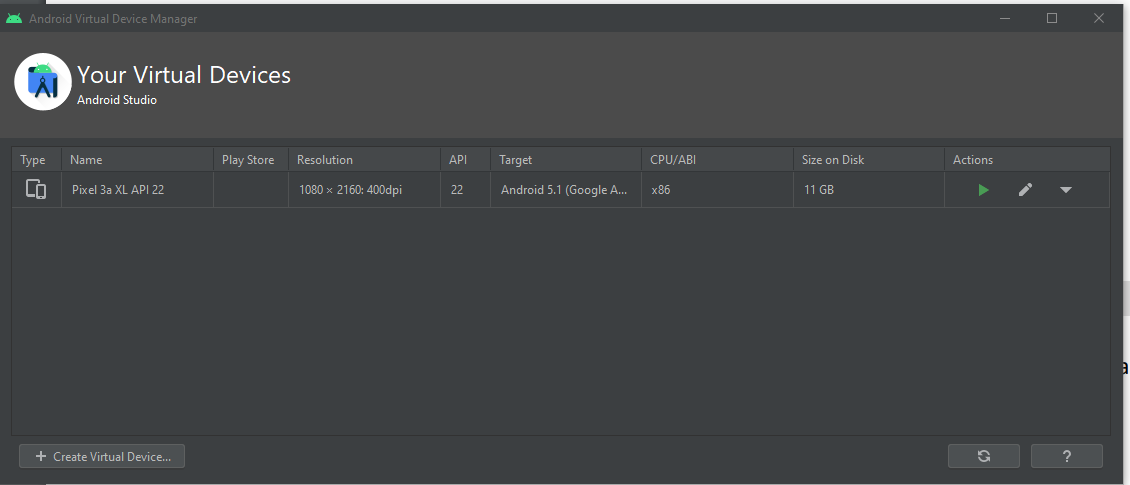 Android Virtual Device Manager
Your Virtual Devices
Android Studio
Type Name Play Store Resolution API Target CPU/ABI Size on Disk Actions
Pixel 3a XL API 22 1080 × 2160: 400dpi 22 Android 5.1 (Google A... x86 11 GB
a
+ Create Virtual Device... ?